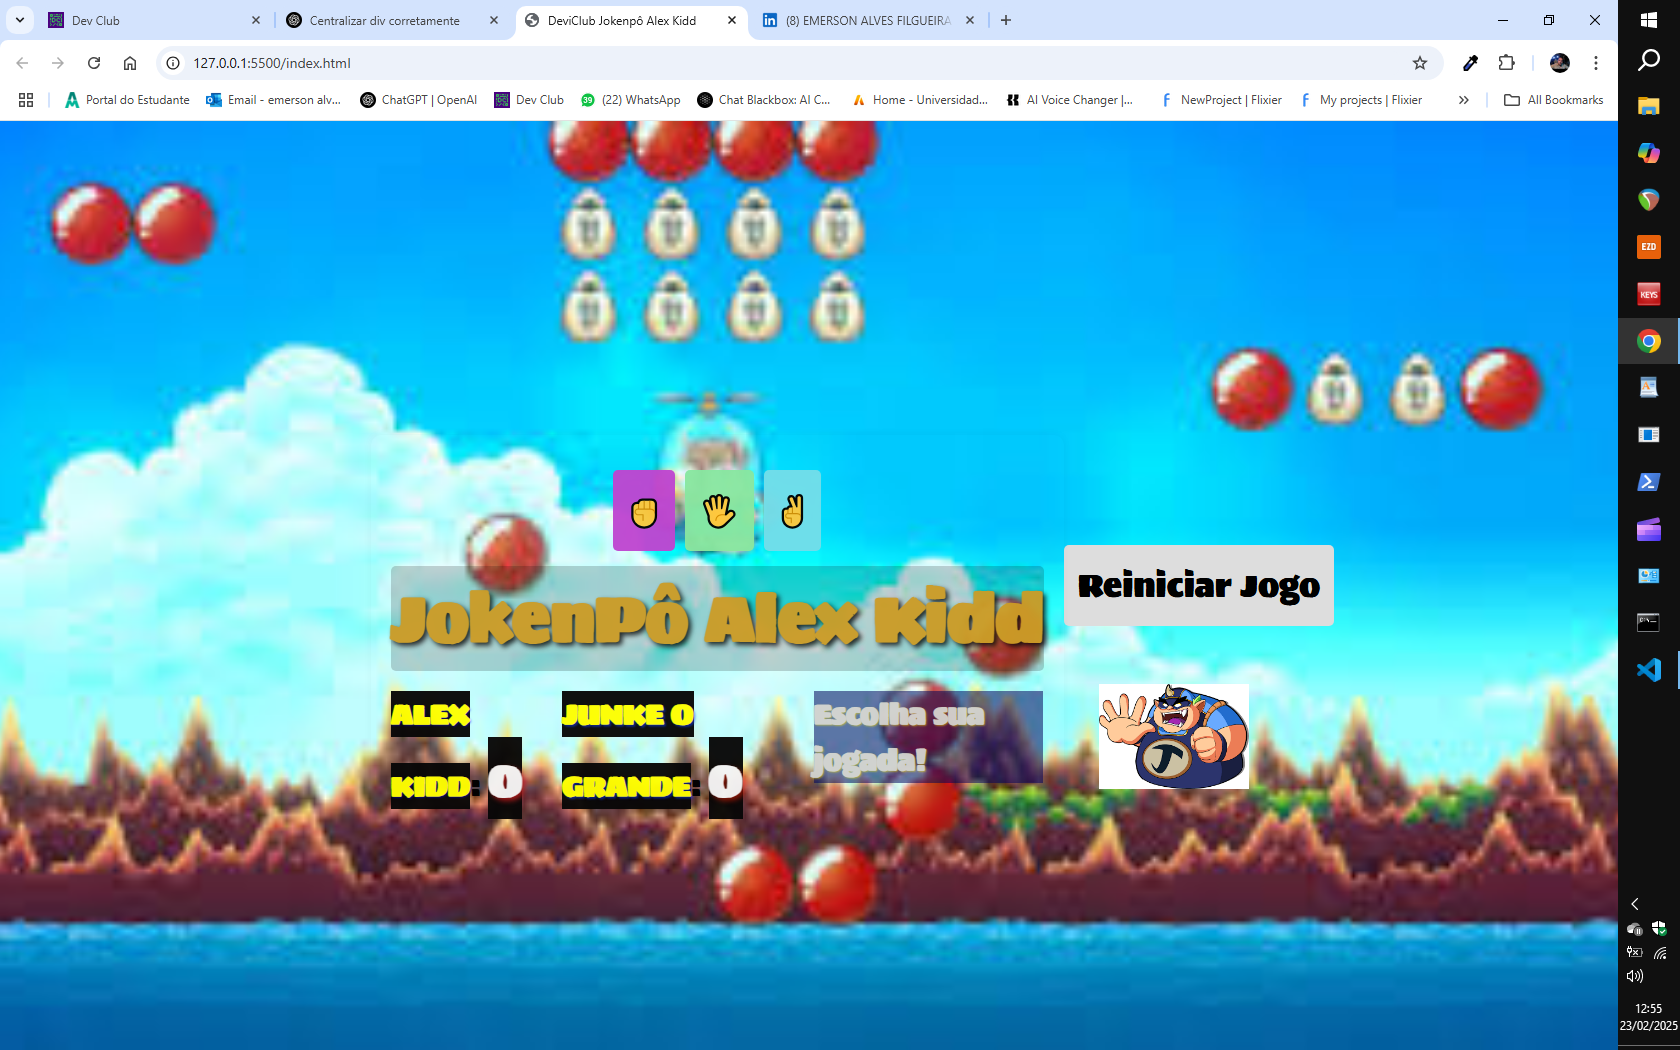 Dev Club
Centralizar div corretamente
DeviClub Jokenpô Alex Kidd
(8) EMERSON ALVES FILGUEIRA
127.0.0.1:5500/index.html
Portal do Estudante
Email - emerson alv...
ChatGPT | OpenAI
Dev Club
39
(22) WhatsApp
Chat Blackbox: AI C...
Home - Universidad...
AI Voice Changer |...
NewProject | Flixier
My projects | Flixier
All Bookmarks
EZD
KEYS
Reiniciar Jogo
JokenPô Alex Kidd
ALEX
KIDD: 0
JUNKE O
GRANDE: 0
Escolha sua
jogada!
12:55
23/02/2025